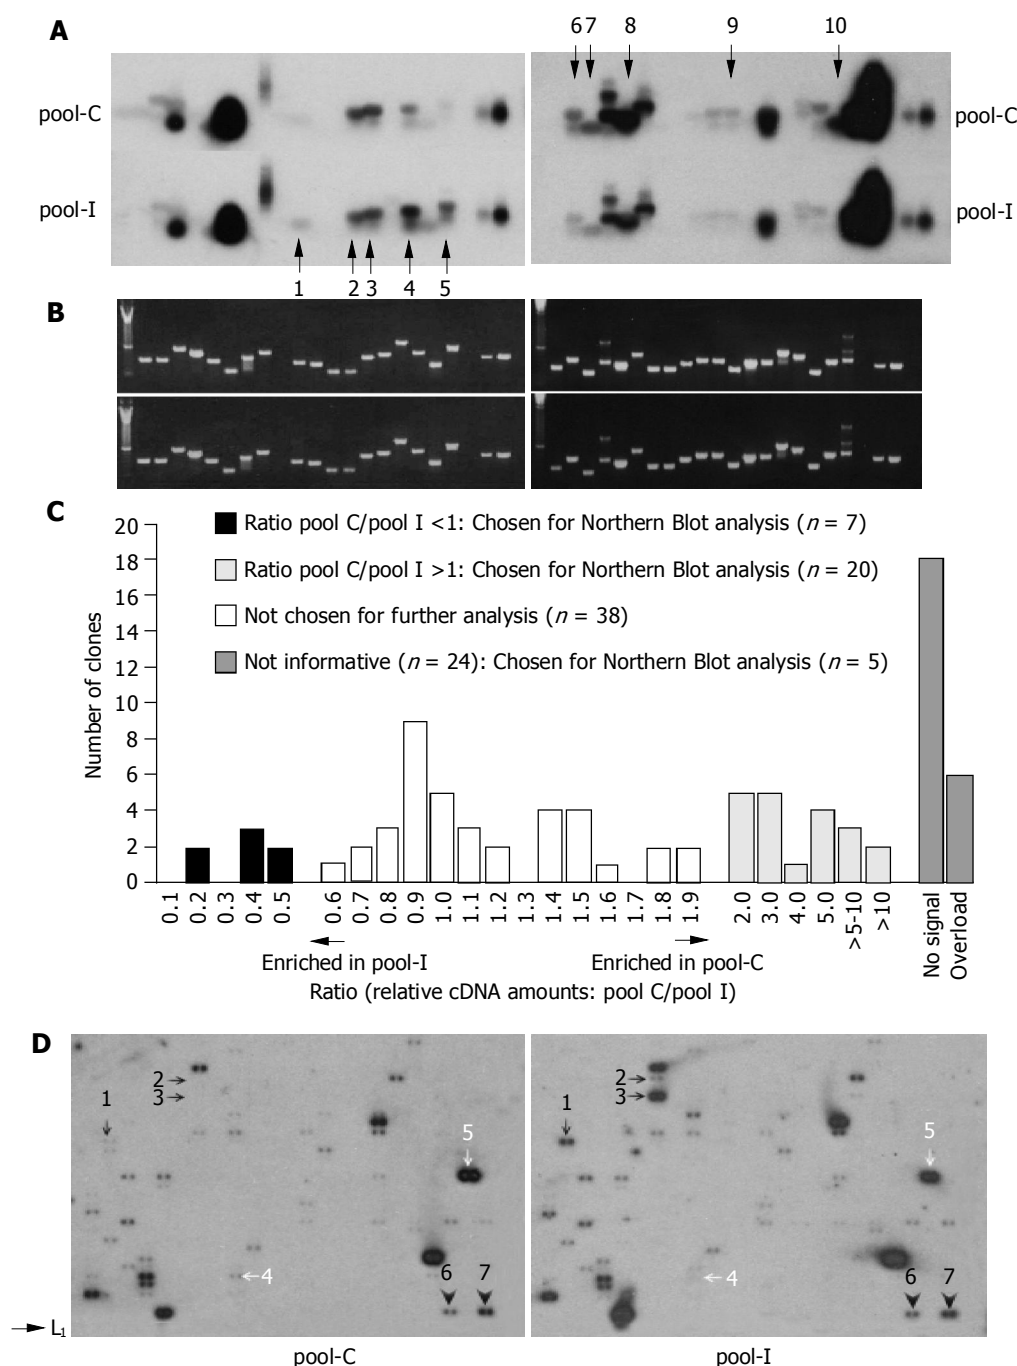 A
6 7 8 9 10
pool-C
pool-C
pool-I
pool-I
1 2 3 4 5
B
C
Ratio pool C/pool I <1: Chosen for Northern Blot analysis (n = 7)
Ratio pool C/pool I >1: Chosen for Northern Blot analysis (n = 20)
Not chosen for further analysis (n = 38)
Not informative (n = 24): Chosen for Northern Blot analysis (n = 5)
Number of clones
20
18
16
14
12
10
8
6
4
2
0
0.1 0.2 0.3 0.4 0.5 0.6 0.7 0.8 0.9 1.0 1.1 1.2 1.3 1.4 1.5 1.6 1.7 1.8 1.9 2.0 3.0 4.0 5.0 >5-10 >10 No signal Overload
Enriched in pool-I
Enriched in pool-C
Ratio (relative cDNA amounts: pool C/pool I)
D
1
2
3
4
5
6 7
1
2
3
4
5
6 7
L1
pool-C
pool-I